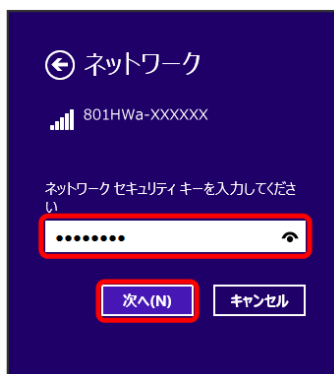 ネットワーク
801HWa-XXXXXX
ネットワーク セキュリティ キーを入力してくださ
い
••••••••
次へ(N) キャンセル